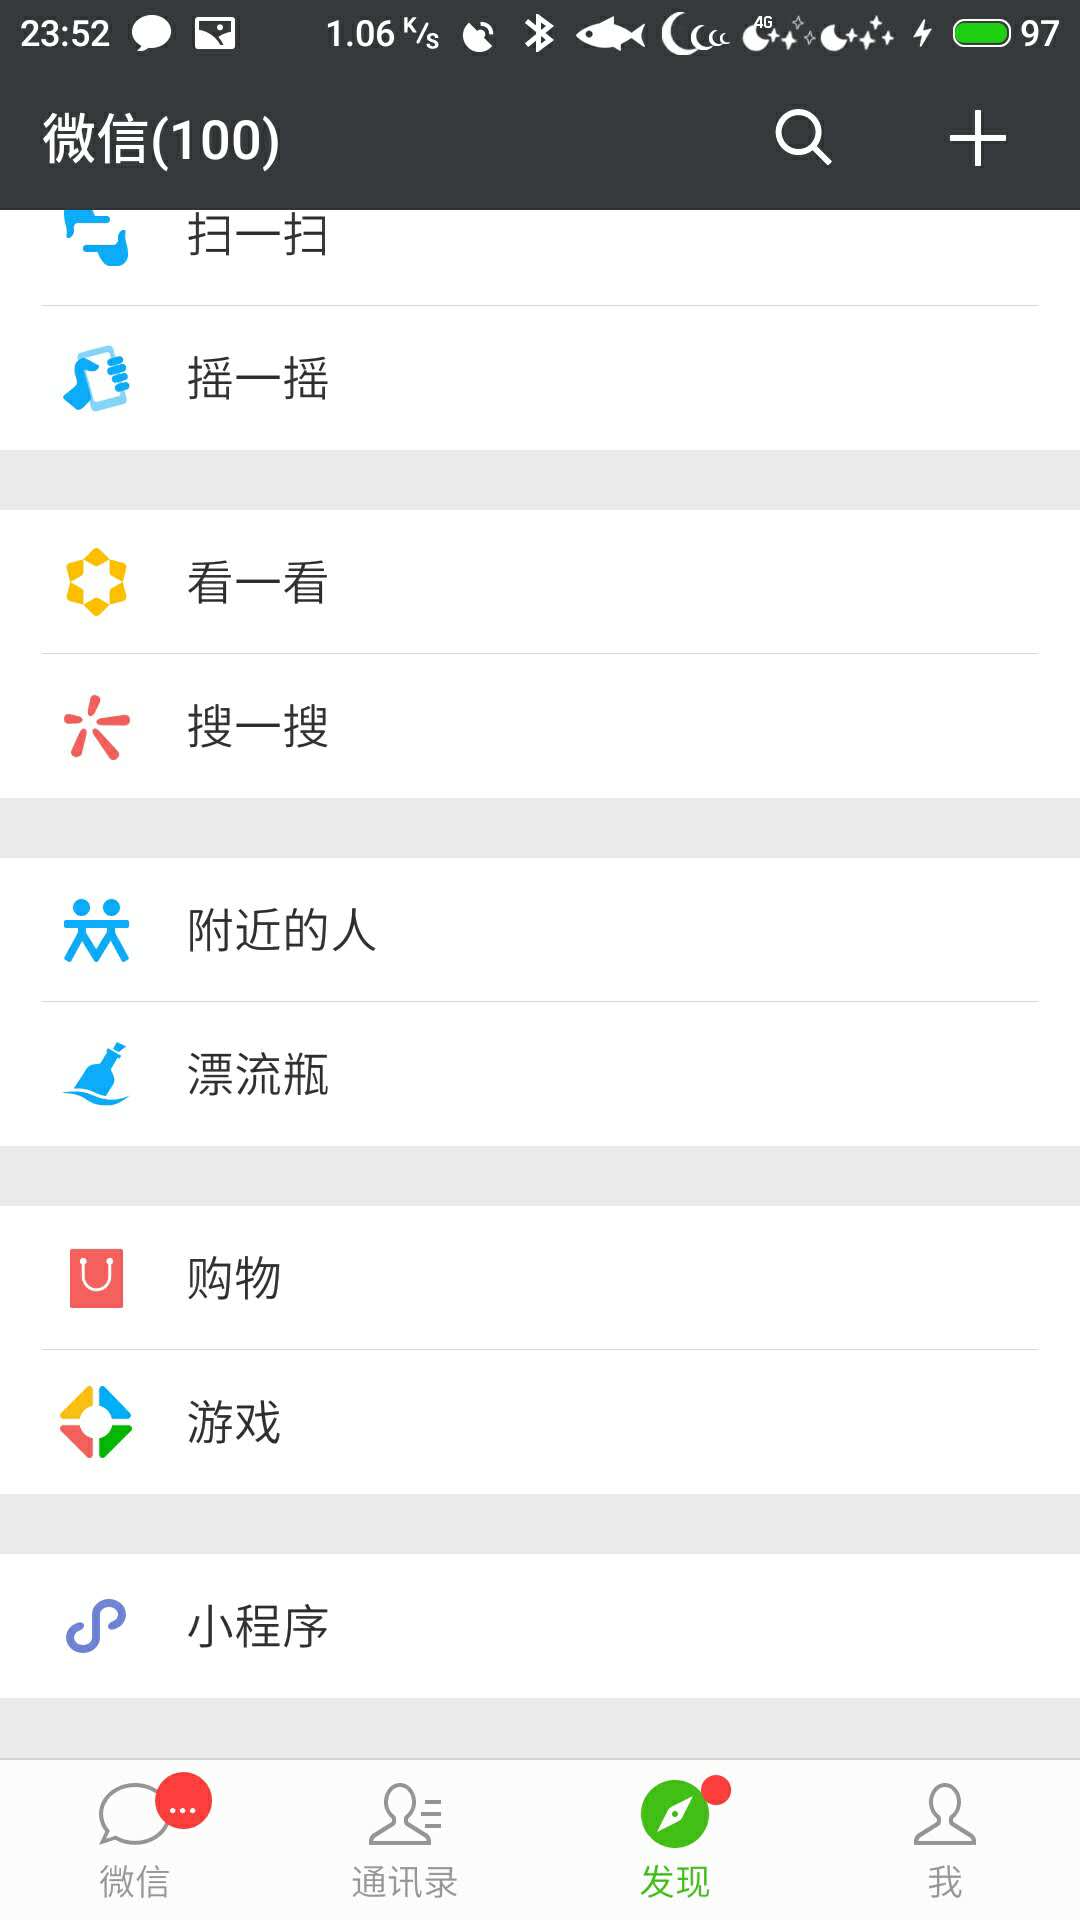 23:52 1.06 K/s 4G 97
微信(100)
扫一扫
摇一摇
看一看
搜一搜
附近的人
漂流瓶
购物
游戏
小程序
...
微信 通讯录 发现 我